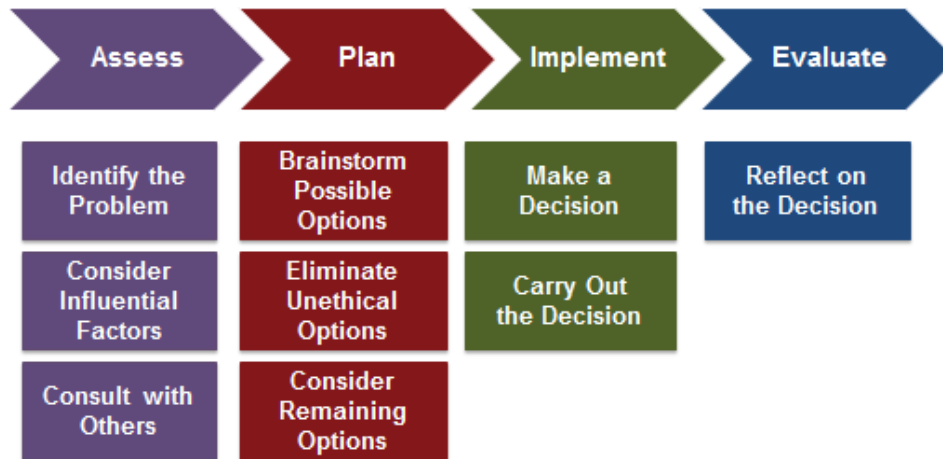 Assess
Plan
Implement
Evaluate
Identify the
Problem
Consider
Influential
Factors
Consult with
Others
Brainstorm
Possible
Options
Eliminate
Unethical
Options
Consider
Remaining
Options
Make a
Decision
Carry Out
the Decision
Reflect on
the Decision